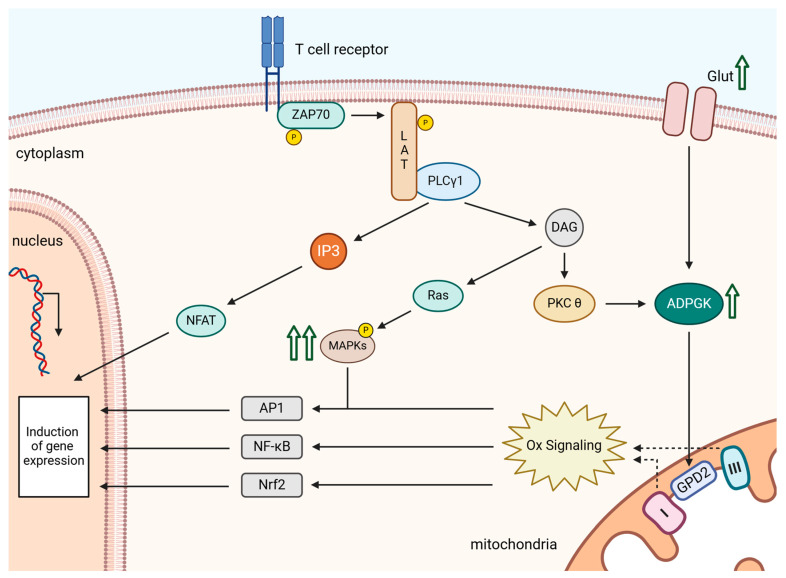 T cell receptor
Glut
ZAP70
P
L
A
T
P
cytoplasm
PLCγ1
nucleus
DAG
IP3
Ras
PKC θ
ADPGK
NFAT
P
MAPKs
AP1
Induction
of gene
expression
NF-κB
Ox Signaling
Nrf2
GPD2
III
I
mitochondria